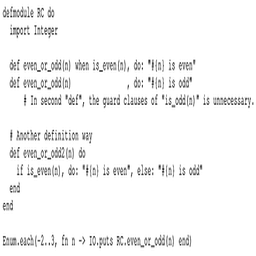 defmodule RC do
  import Integer

  def even_or_odd(n) when is_even(n), do: "#{n} is even"
  def even_or_odd(n)                , do: "#{n} is odd"
    # In second "def", the guard clauses of "is_odd(n)" is unnecessary.

  # Another definition way
  def even_or_odd2(n) do
    if is_even(n), do: "#{n} is even", else: "#{n} is odd"
  end
end

Enum.each(-2..3, fn n -> IO.puts RC.even_or_odd(n) end)